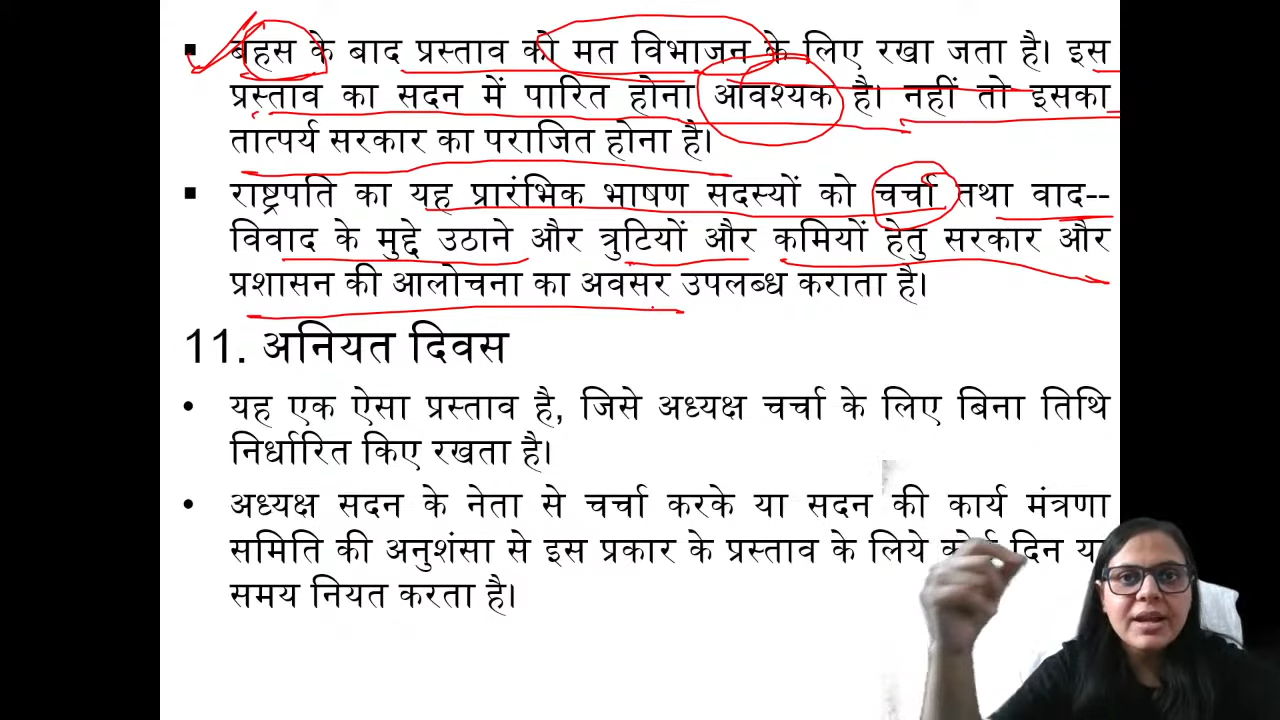 ▪ बहस के बाद प्रस्ताव को मत विभाजन के लिए रखा जता है। इस
प्रस्ताव का सदन में पारित होना आवश्यक है। नहीं तो इसका
तात्पर्य सरकार का पराजित होना है।
▪ राष्ट्रपति का यह प्रारंभिक भाषण सदस्यों को चर्चा तथा वाद--
विवाद के मुद्दे उठाने और त्रुटियों और कमियों हेतु सरकार और
प्रशासन की आलोचना का अवसर उपलब्ध कराता है।
11. अनियत दिवस
• यह एक ऐसा प्रस्ताव है, जिसे अध्यक्ष चर्चा के लिए बिना तिथि
निर्धारित किए रखता है।
• अध्यक्ष सदन के नेता से चर्चा करके या सदन की कार्य मंत्रणा
समिति की अनुशंसा से इस प्रकार के प्रस्ताव के लिये कोई दिन या
समय नियत करता है।